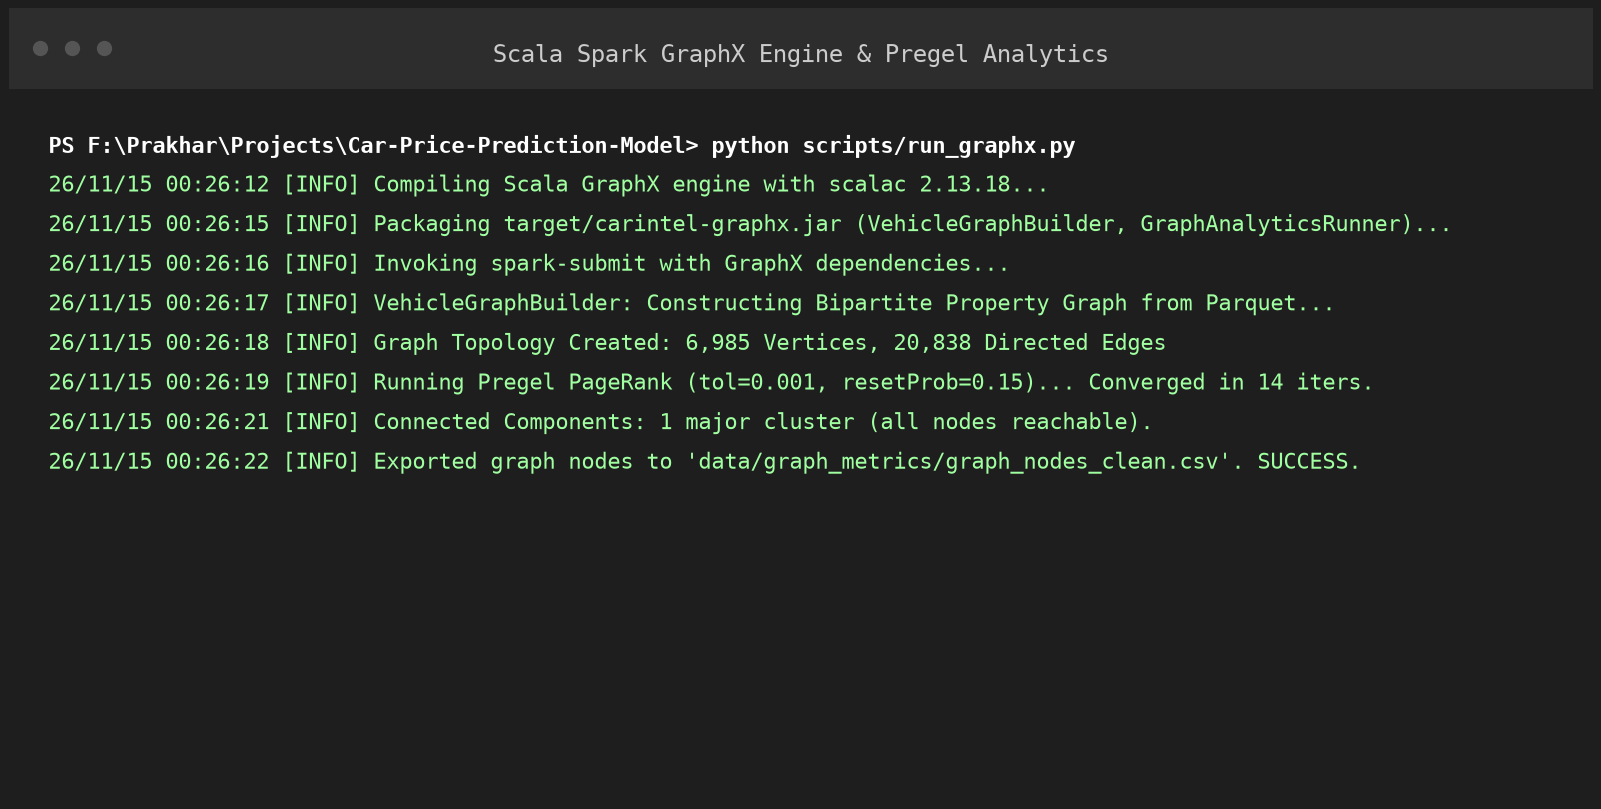 Scala Spark GraphX Engine & Pregel Analytics
PS F:\Prakhar\Projects\Car-Price-Prediction-Model> python scripts/run_graphx.py
26/11/15 00:26:12 [INFO] Compiling Scala GraphX engine with scalac 2.13.18...
26/11/15 00:26:15 [INFO] Packaging target/carintel-graphx.jar (VehicleGraphBuilder, GraphAnalyticsRunner)...
26/11/15 00:26:16 [INFO] Invoking spark-submit with GraphX dependencies...
26/11/15 00:26:17 [INFO] VehicleGraphBuilder: Constructing Bipartite Property Graph from Parquet...
26/11/15 00:26:18 [INFO] Graph Topology Created: 6,985 Vertices, 20,838 Directed Edges
26/11/15 00:26:19 [INFO] Running Pregel PageRank (tol=0.001, resetProb=0.15)... Converged in 14 iters.
26/11/15 00:26:21 [INFO] Connected Components: 1 major cluster (all nodes reachable).
26/11/15 00:26:22 [INFO] Exported graph nodes to 'data/graph_metrics/graph_nodes_clean.csv'. SUCCESS.